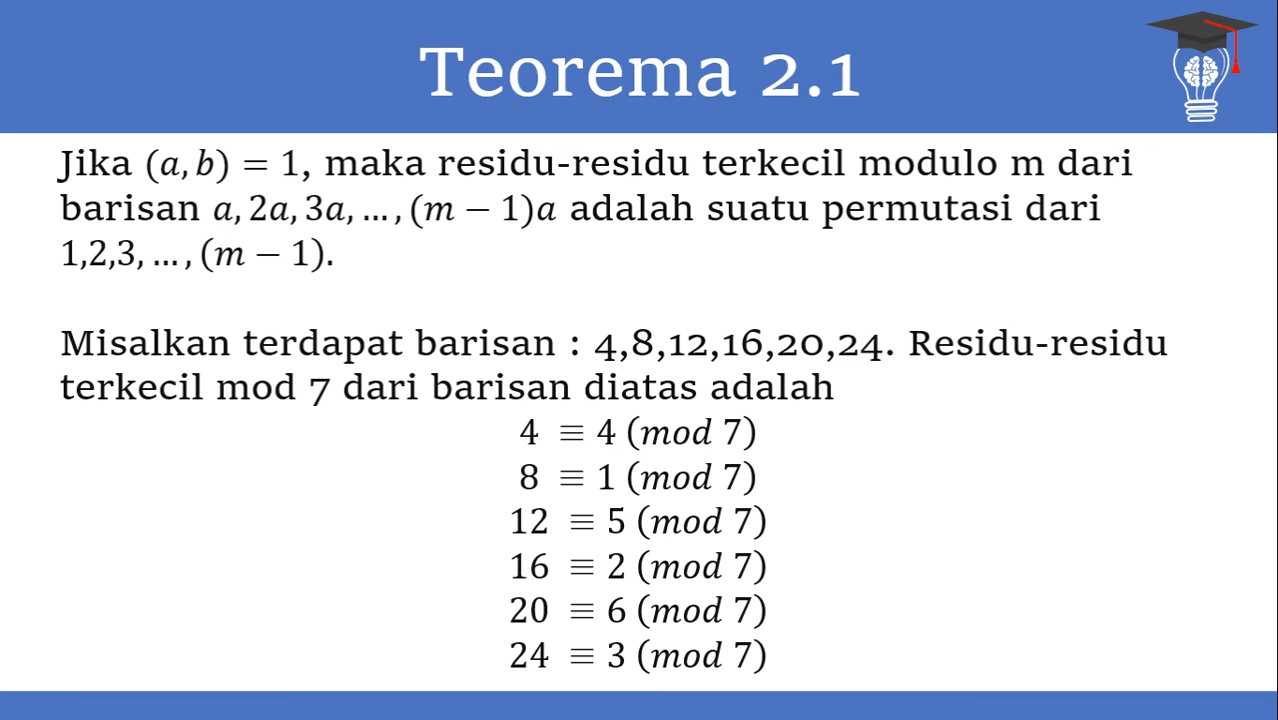 Teorema 2.1
Jika (a, b) = 1, maka residu-residu terkecil modulo m dari
barisan a, 2a, 3a, … , (m − 1)a adalah suatu permutasi dari
1,2,3, … , (m − 1).
Misalkan terdapat barisan : 4,8,12,16,20,24. Residu-residu
terkecil mod 7 dari barisan diatas adalah
4 ≡ 4 (mod 7)
8 ≡ 1 (mod 7)
12 ≡ 5 (mod 7)
16 ≡ 2 (mod 7)
20 ≡ 6 (mod 7)
24 ≡ 3 (mod 7)